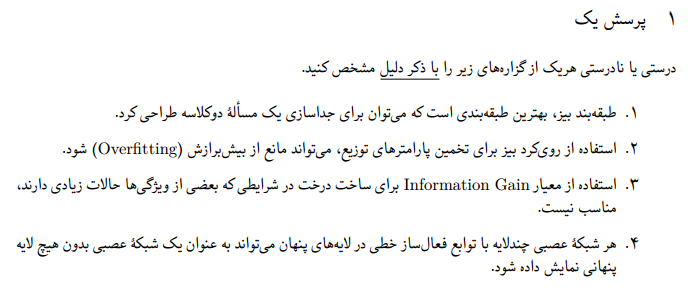 ۱ پرسش یک
درستی یا نادرستی هریک از گزاره‌های زیر را با ذکر دلیل مشخص کنید.
۱. طبقه‌بند بیز، بهترین طبقه‌بندی است که می‌توان برای جداسازی یک مسألهٔ دوکلاسه طراحی کرد.
۲. استفاده از روی‌کرد بیز برای تخمین پارامترهای توزیع، می‌تواند مانع از بیش‌برازش (Overfitting) شود.
۳. استفاده از معیار Information Gain برای ساخت درخت در شرایطی که بعضی از ویژگی‌ها حالات زیادی دارند،
مناسب نیست.
۴. هر شبکهٔ عصبی چندلایه با توابع فعال‌ساز خطی در لایه‌های پنهان می‌تواند به عنوان یک شبکهٔ عصبی بدون هیچ لایه
پنهانی نمایش داده شود.